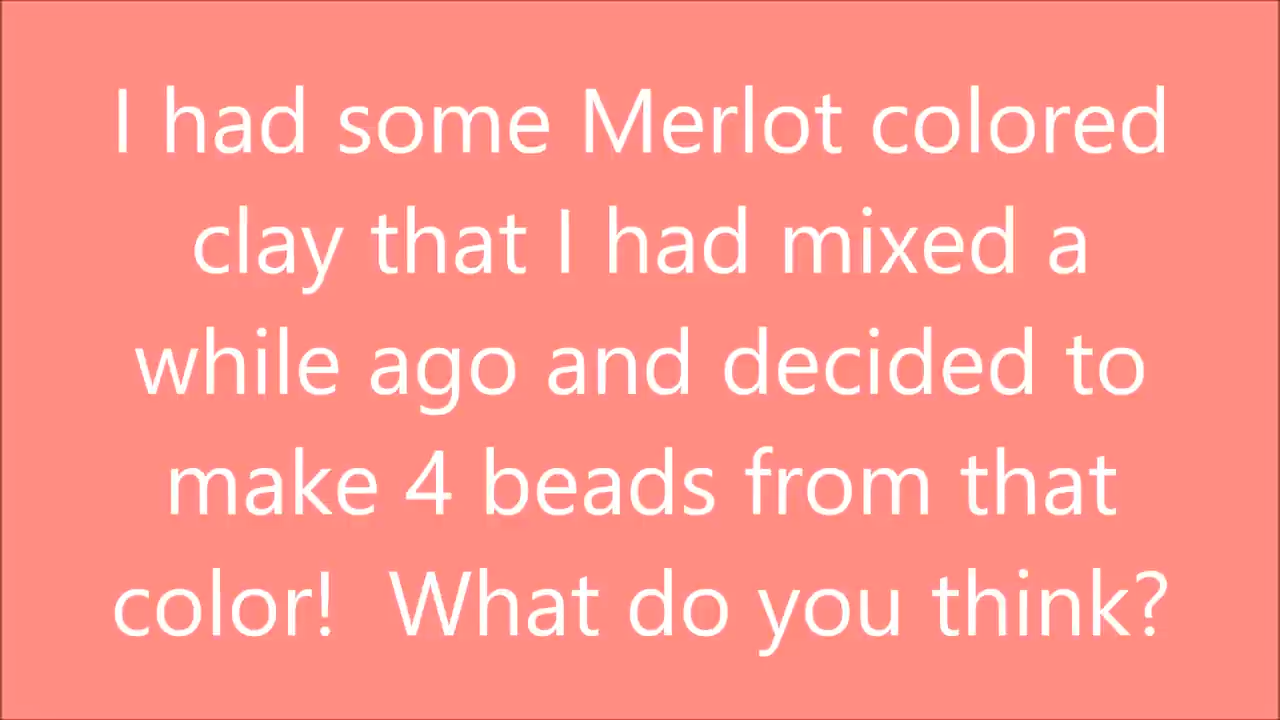 I had some Merlot colored
clay that I had mixed a
while ago and decided to
make 4 beads from that
color!  What do you think?